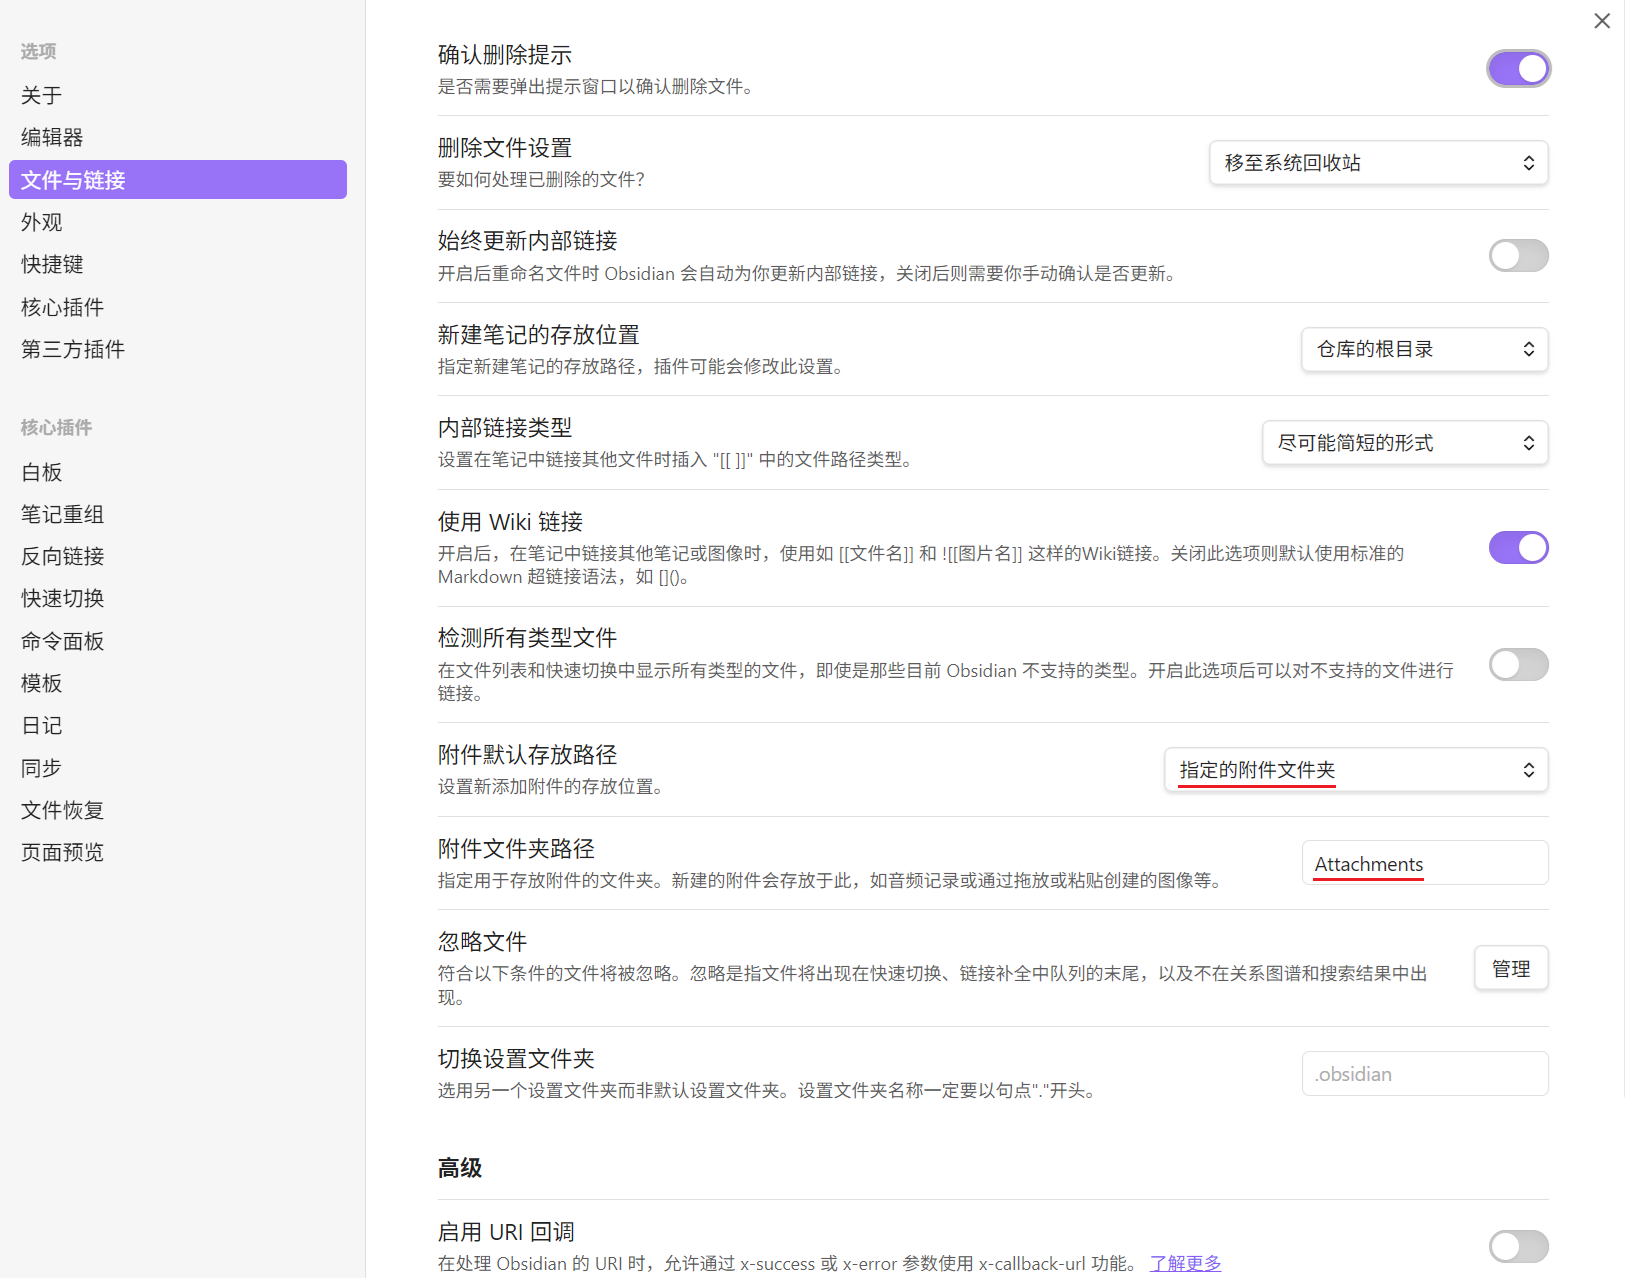 选项
关于
编辑器
文件与链接
外观
快捷键
核心插件
第三方插件
核心插件
白板
笔记重组
反向链接
快速切换
命令面板
模板
日记
同步
文件恢复
页面预览
确认删除提示
是否需要弹出提示窗口以确认删除文件。
删除文件设置
要如何处理已删除的文件？
移至系统回收站
始终更新内部链接
开启后重命名文件时 Obsidian 会自动为你更新内部链接，关闭后则需要你手动确认是否更新。
新建笔记的存放位置
指定新建笔记的存放路径，插件可能会修改此设置。
仓库的根目录
内部链接类型
设置在笔记中链接其他文件时插入 "[[ ]]" 中的文件路径类型。
尽可能简短的形式
使用 Wiki 链接
开启后，在笔记中链接其他笔记或图像时，使用如 [[文件名]] 和 ![[图片名]] 这样的Wiki链接。关闭此选项则默认使用标准的
Markdown 超链接语法，如 []()。
检测所有类型文件
在文件列表和快速切换中显示所有类型的文件，即使是那些目前 Obsidian 不支持的类型。开启此选项后可以对不支持的文件进行
链接。
附件默认存放路径
设置新添加附件的存放位置。
指定的附件文件夹
附件文件夹路径
指定用于存放附件的文件夹。新建的附件会存放于此，如音频记录或通过拖放或粘贴创建的图像等。
Attachments
忽略文件
符合以下条件的文件将被忽略。忽略是指文件将出现在快速切换、链接补全中队列的末尾，以及不在关系图谱和搜索结果中出
现。
管理
切换设置文件夹
选用另一个设置文件夹而非默认设置文件夹。设置文件夹名称一定要以句点"."开头。
.obsidian
高级
启用 URI 回调
在处理 Obsidian 的 URI 时，允许通过 x-success 或 x-error 参数使用 x-callback-url 功能。 了解更多